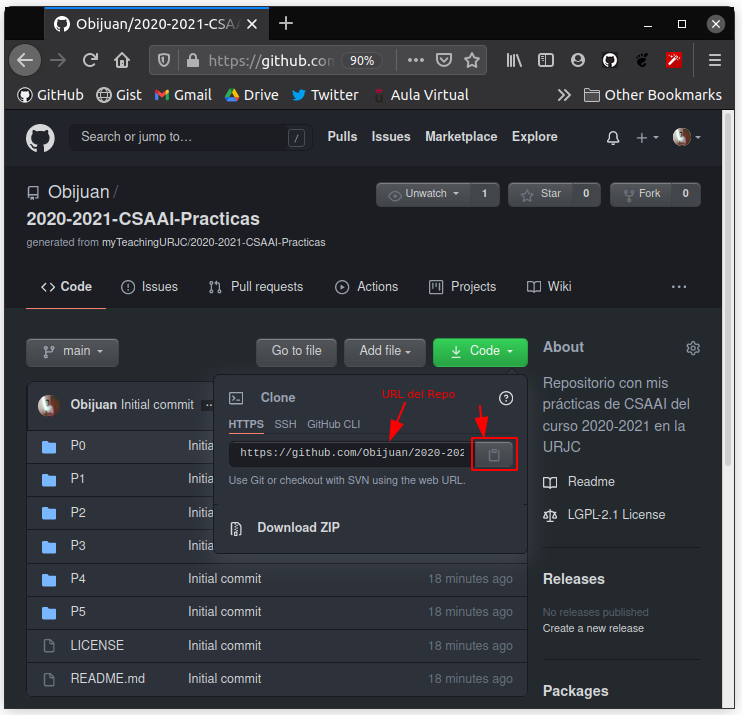 Obijuan/2020-2021-CSA
https://github.con 90%
GitHub Gist Gmail Drive Twitter Aula Virtual Other Bookmarks
Search or jump to… / Pulls Issues Marketplace Explore
Obijuan /
Unwatch 1 Star 0 Fork 0
2020-2021-CSAAI-Practicas
generated from myTeachingURJC/2020-2021-CSAAI-Practicas
Code Issues Pull requests Actions Projects Wiki
main Go to file Add file Code
About
Repositorio con mis
prácticas de CSAAI del
curso 2020-2021 en la
URJC
Readme
LGPL-2.1 License
Obijuan Initial commit
Clone
URL del Repo
HTTPS SSH GitHub CLI
https://github.com/Obijuan/2020-202
Use Git or checkout with SVN using the web URL.
Download ZIP
P0 Initi
P1 Initi
P2 Initi
P3 Initi
P4 Initial commit 18 minutes ago
P5 Initial commit 18 minutes ago
LICENSE Initial commit 18 minutes ago
README.md Initial commit 18 minutes ago
Releases
No releases published
Create a new release
Packages